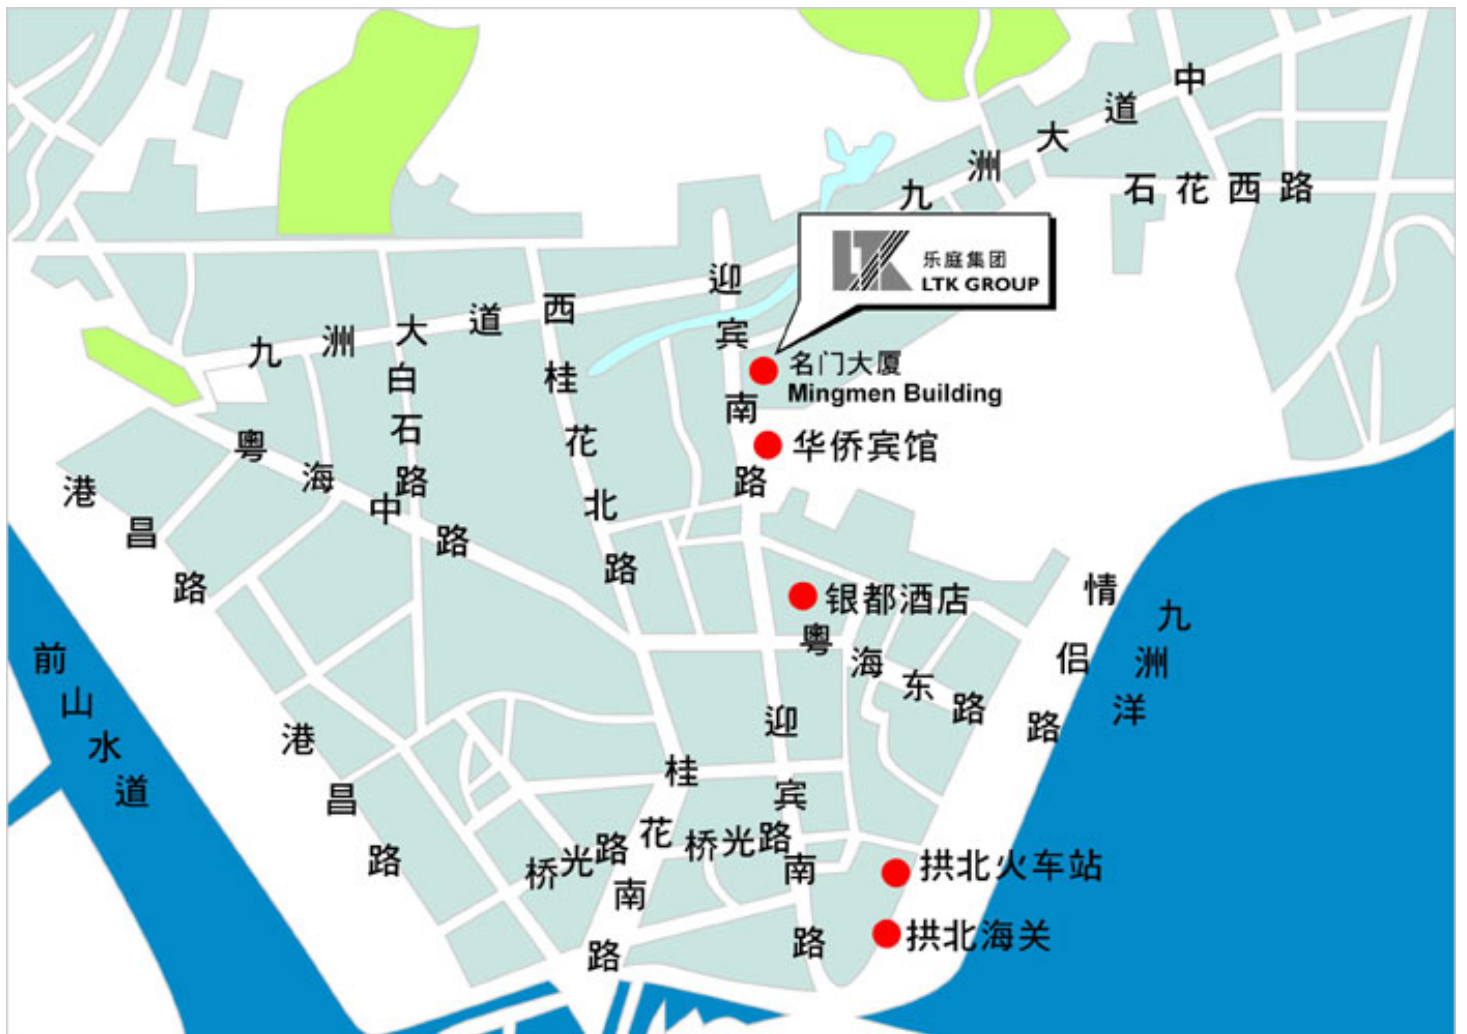 九洲大道中
石花西路
LTK
乐庭集团
LTK GROUP
迎宾南路
九洲大道西
名门大厦
Mingmen Building
白石路
桂花北路
华侨宾馆
粤海中路
港昌路
银都酒店
粤海东路
情侣路
九洲洋
前山水道
港昌路
迎宾南路
桂花南路
桥光路
桥光路
拱北火车站
拱北海关